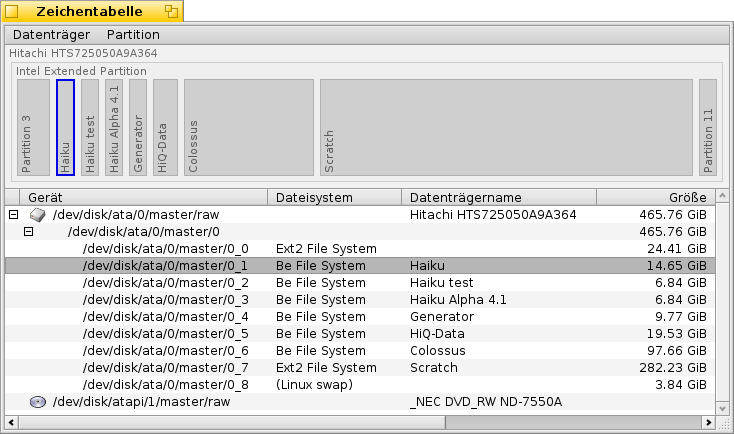 Zeichentabelle
Datenträger Partition
Hitachi HTS725050A9A364
Intel Extended Partition
Partition 3
Haiku
Haiku test
Haiku Alpha 4.1
Generator
HiQ-Data
Colossus
Scratch
Partition 11
Gerät Dateisystem Datenträgername Größe
/dev/disk/ata/0/master/raw Hitachi HTS725050A9A364 465.76 GiB
/dev/disk/ata/0/master/0 465.76 GiB
/dev/disk/ata/0/master/0_0 Ext2 File System 24.41 GiB
/dev/disk/ata/0/master/0_1 Be File System Haiku 14.65 GiB
/dev/disk/ata/0/master/0_2 Be File System Haiku test 6.84 GiB
/dev/disk/ata/0/master/0_3 Be File System Haiku Alpha 4.1 6.84 GiB
/dev/disk/ata/0/master/0_4 Be File System Generator 9.77 GiB
/dev/disk/ata/0/master/0_5 Be File System HiQ-Data 19.53 GiB
/dev/disk/ata/0/master/0_6 Be File System Colossus 97.66 GiB
/dev/disk/ata/0/master/0_7 Ext2 File System Scratch 282.23 GiB
/dev/disk/ata/0/master/0_8 (Linux swap) 3.84 GiB
/dev/disk/atapi/1/master/raw _NEC DVD_RW ND-7550A